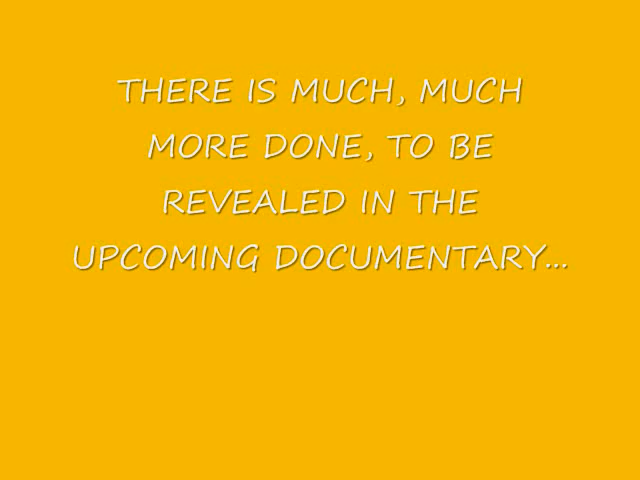 THERE IS MUCH, MUCH
MORE DONE, TO BE
REVEALED IN THE
UPCOMING DOCUMENTARY...